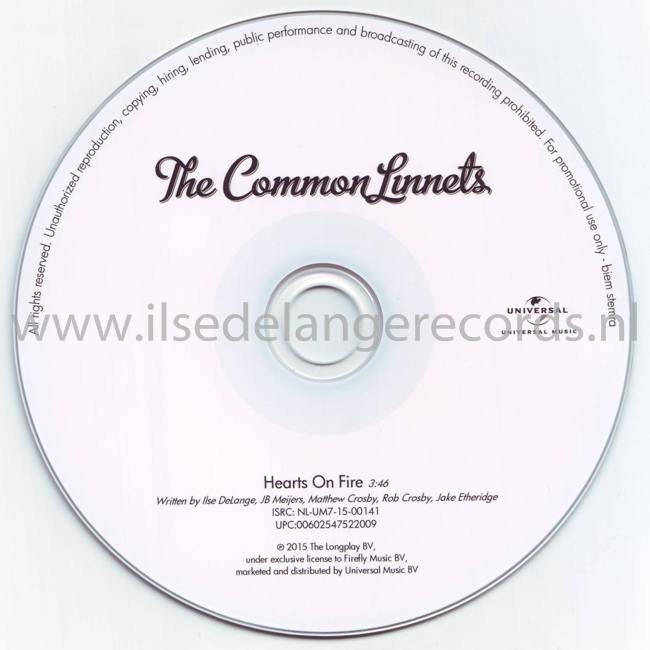 All rights reserved. Unauthorized reproduction, copying, hiring, lending, public performance and broadcasting of this recording prohibited. For promotional use only - biem stemra
The Common Linnets
www.ilsedelangerecords.nl
UNIVERSAL
UNIVERSAL MUSIC
Hearts On Fire 3:46
Written by Ilse DeLange, JB Meijers, Matthew Crosby, Rob Crosby, Jake Etheridge
ISRC: NL-UM7-15-00141
UPC:00602547522009
℗ 2015 The Longplay BV,
under exclusive license to Firefly Music BV,
marketed and distributed by Universal Music BV